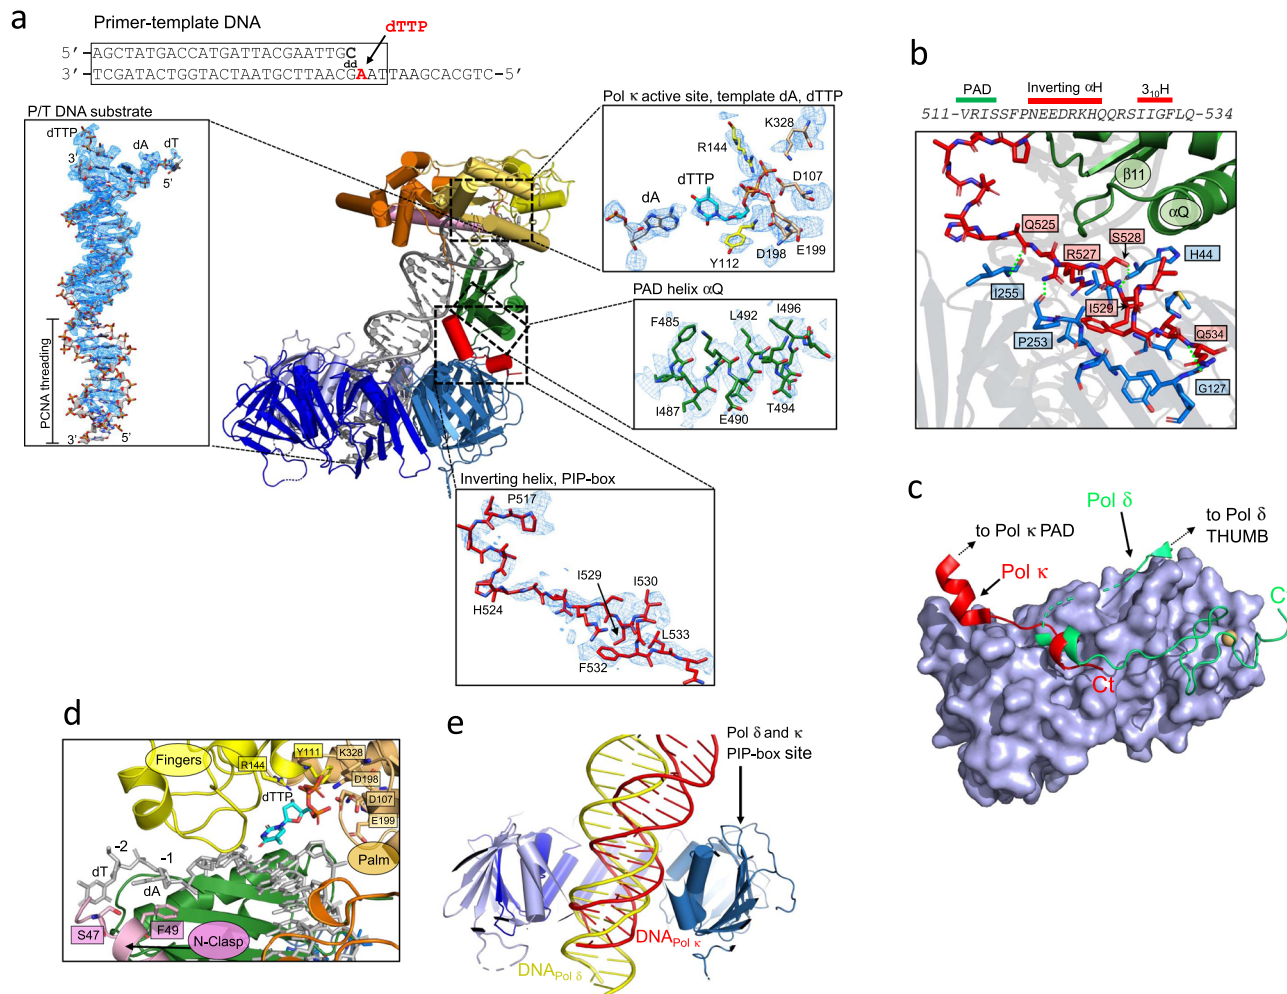 a
Primer-template DNA
dTTP
5′- AGCTATGACCATGATTACGAATTGC
dd
3′- TCGATACTGGTACTAATGCTTAACGAATTAAGCACGTC-5′
P/T DNA substrate
dTTP
3′
dA
dT
5′
PCNA threading
3′
5′
Pol κ active site, template dA, dTTP
K328
R144
dTTP
dA
D107
Y112
D198
E199
PAD helix αQ
I496
L492
F485
I487
E490
T494
Inverting helix, PIP-box
P517
I529
I530
H524
L533
F532
b
PAD
Inverting αH
3₁₀H
511-VRISSFPNEEDRKHQQRSIIGFLQ-534
β11
αQ
Q525
S528
R527
H44
I255
I529
P253
Q534
G127
c
Pol δ
to Pol κ PAD
to Pol δ
THUMB
Pol κ
Ct
d
Fingers
Y111
K328
R144
D198
dTTP
D107
E199
Palm
-2
-1
dT
dA
S47
F49
N-Clasp
e
Pol δ and κ
PIP-box site
DNA Pol κ
DNA Pol δ